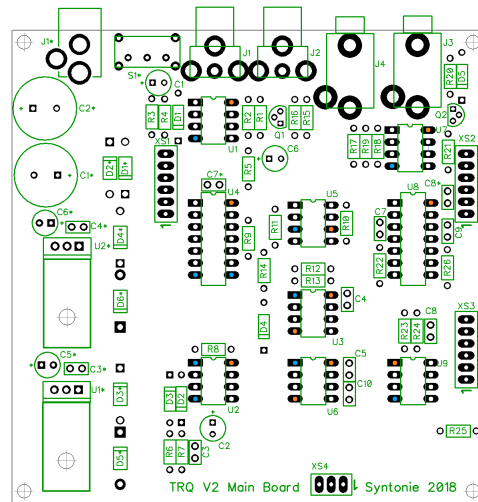 J1* J1 J2 J4 J3
S1* C1 R20 D5
C2* R3 R4 D1 R2 R1 Q1 R16 R15 Q2
U1 U7
XS1 R17 R19 R18 R21 XS2
D2* D1* R5 C6
C1* C7* U4 U5 U8 C8*
C6* C4* R11 R10 C7 C9
U2* D4* R9
R14 R12 R22 R26
R13
D6* C4
XS3
D4 U3 R23 R24 C8
R8
C5* C3* C5 U9
U1* D3* D3 D2 U2 C10
U6
C2
R6 R7 C3 R25
D5* XS4
TRQ V2 Main Board 1 Syntonie 2018